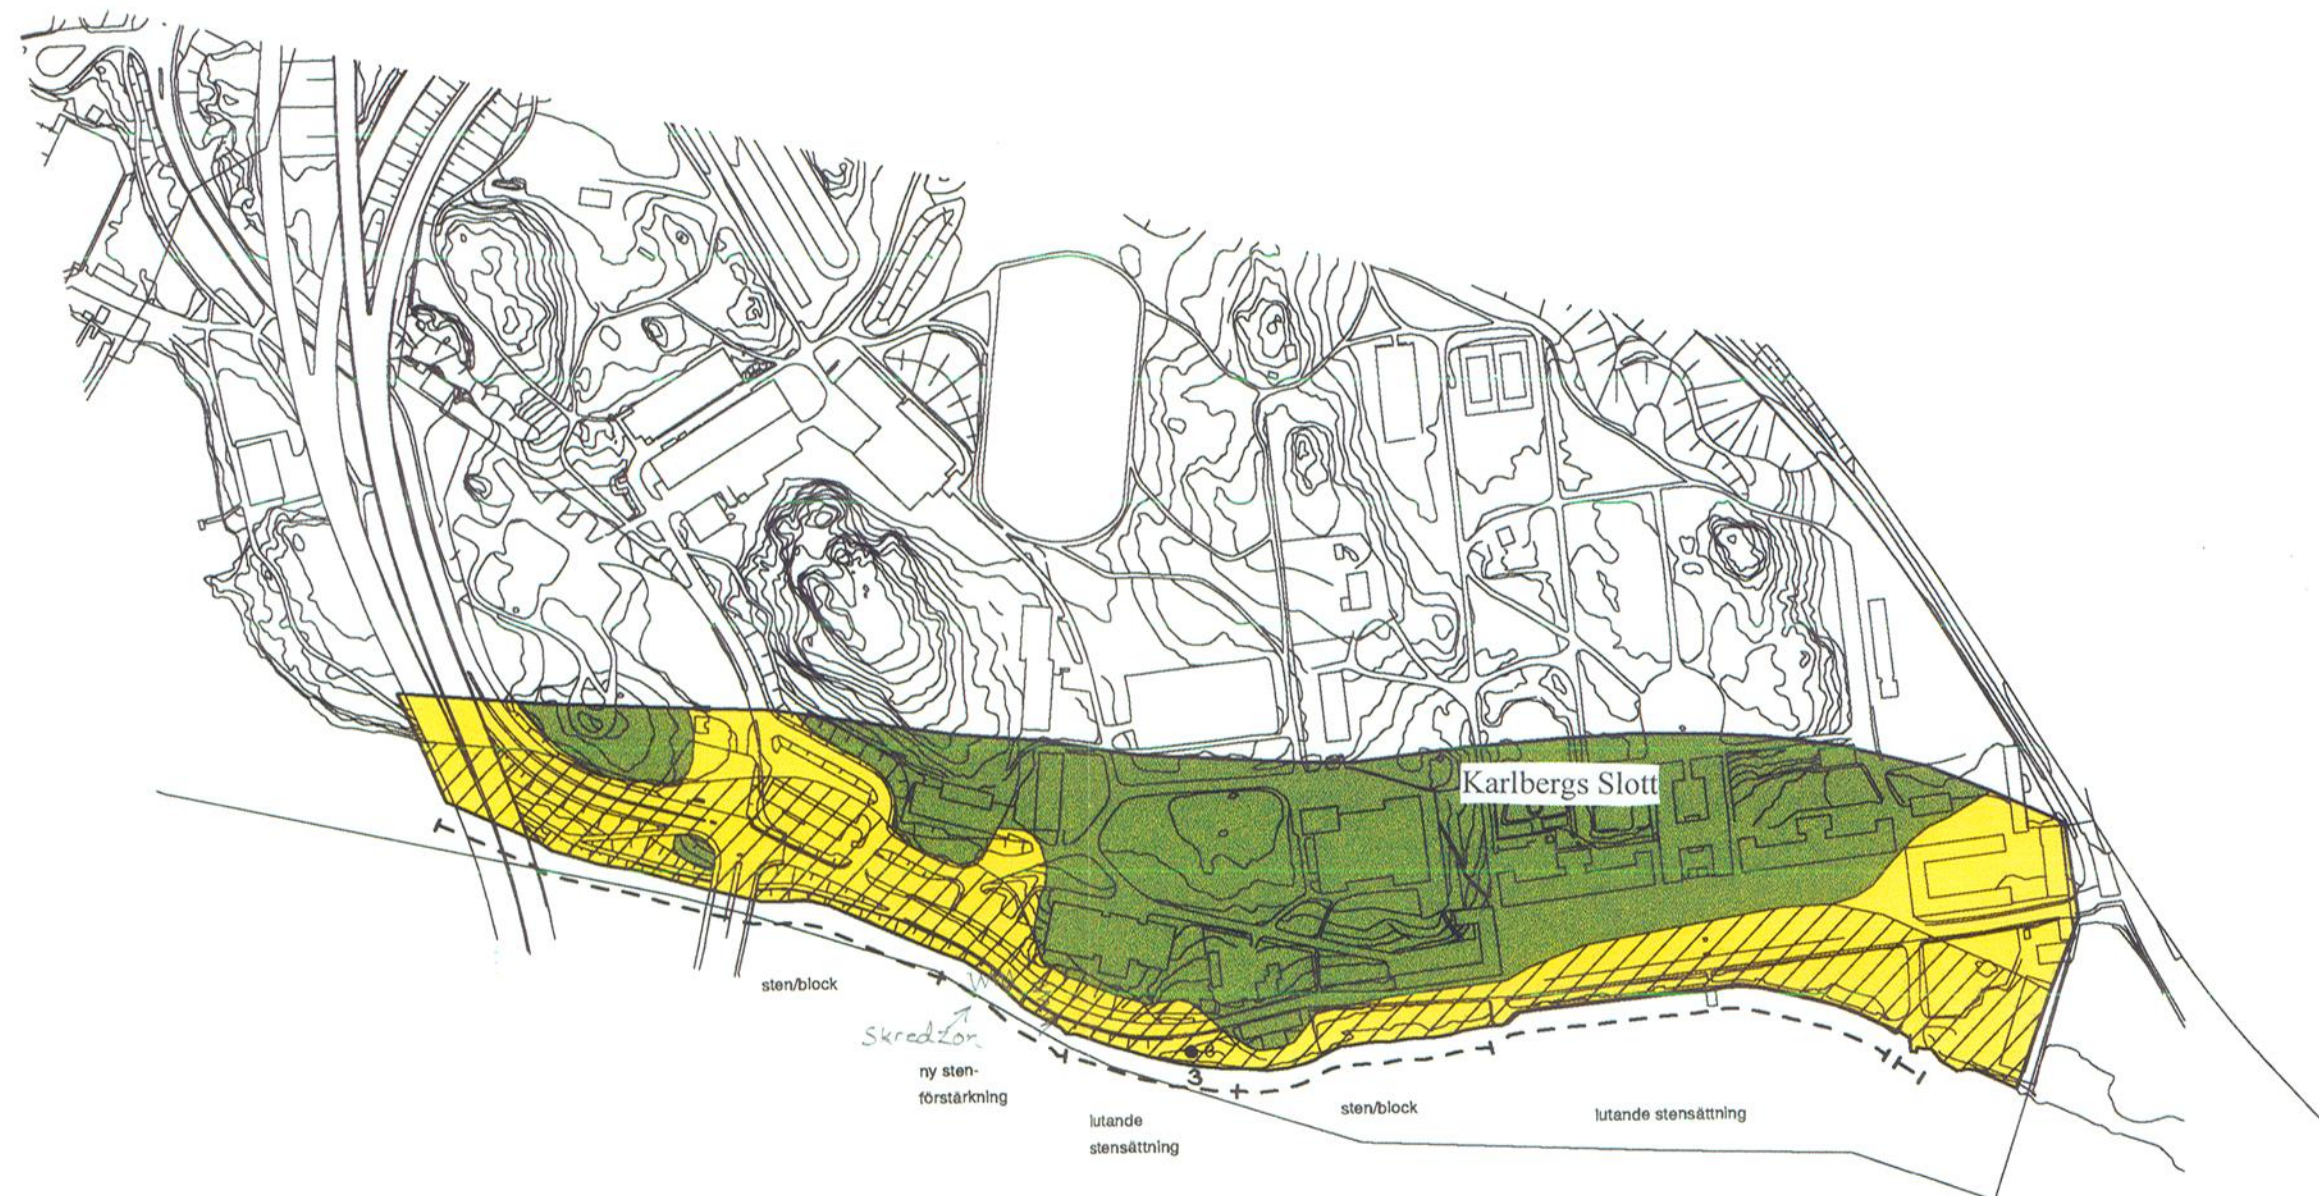 Karlbergs Slott
sten/block
Skredzon
ny sten-
förstärkning
3
lutande
stensättning
sten/block
lutande stensättning